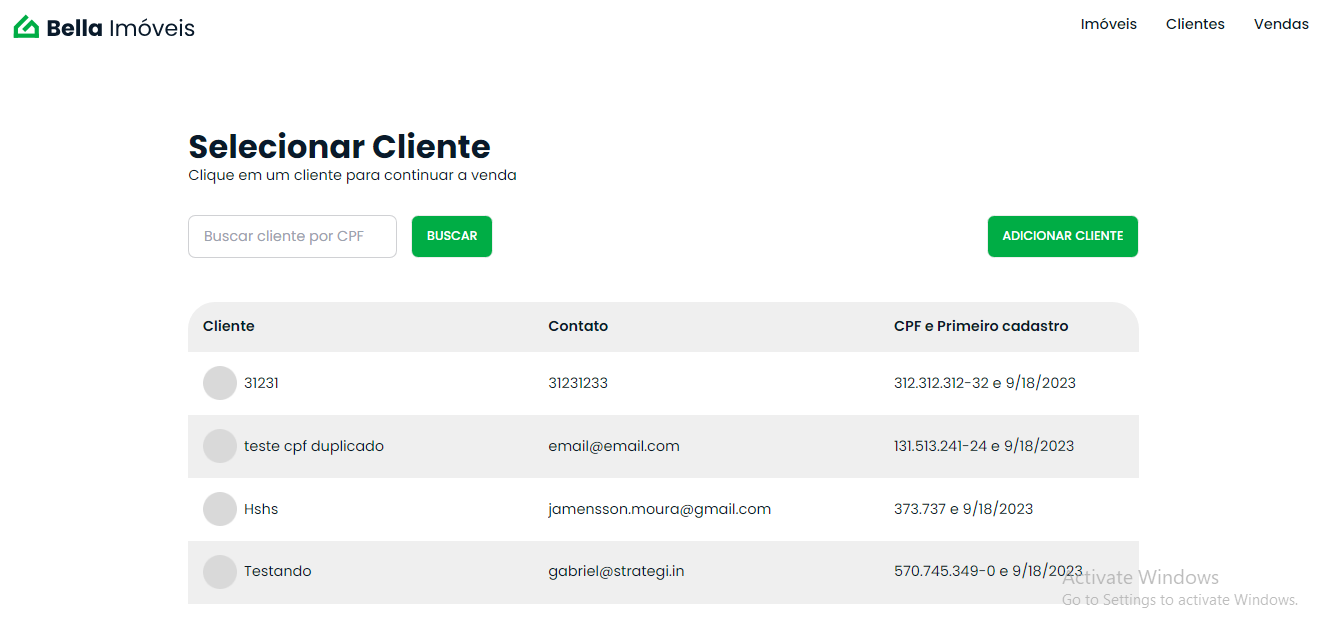 Bella Imóveis
Imóveis Clientes Vendas
Selecionar Cliente
Clique em um cliente para continuar a venda
Buscar cliente por CPF BUSCAR ADICIONAR CLIENTE
Cliente Contato CPF e Primeiro cadastro
31231 31231233 312.312.312-32 e 9/18/2023
teste cpf duplicado email@email.com 131.513.241-24 e 9/18/2023
Hshs jamensson.moura@gmail.com 373.737 e 9/18/2023
Testando gabriel@strategi.in 570.745.349-0 e 9/18/2023
Activate Windows
Go to Settings to activate Windows.